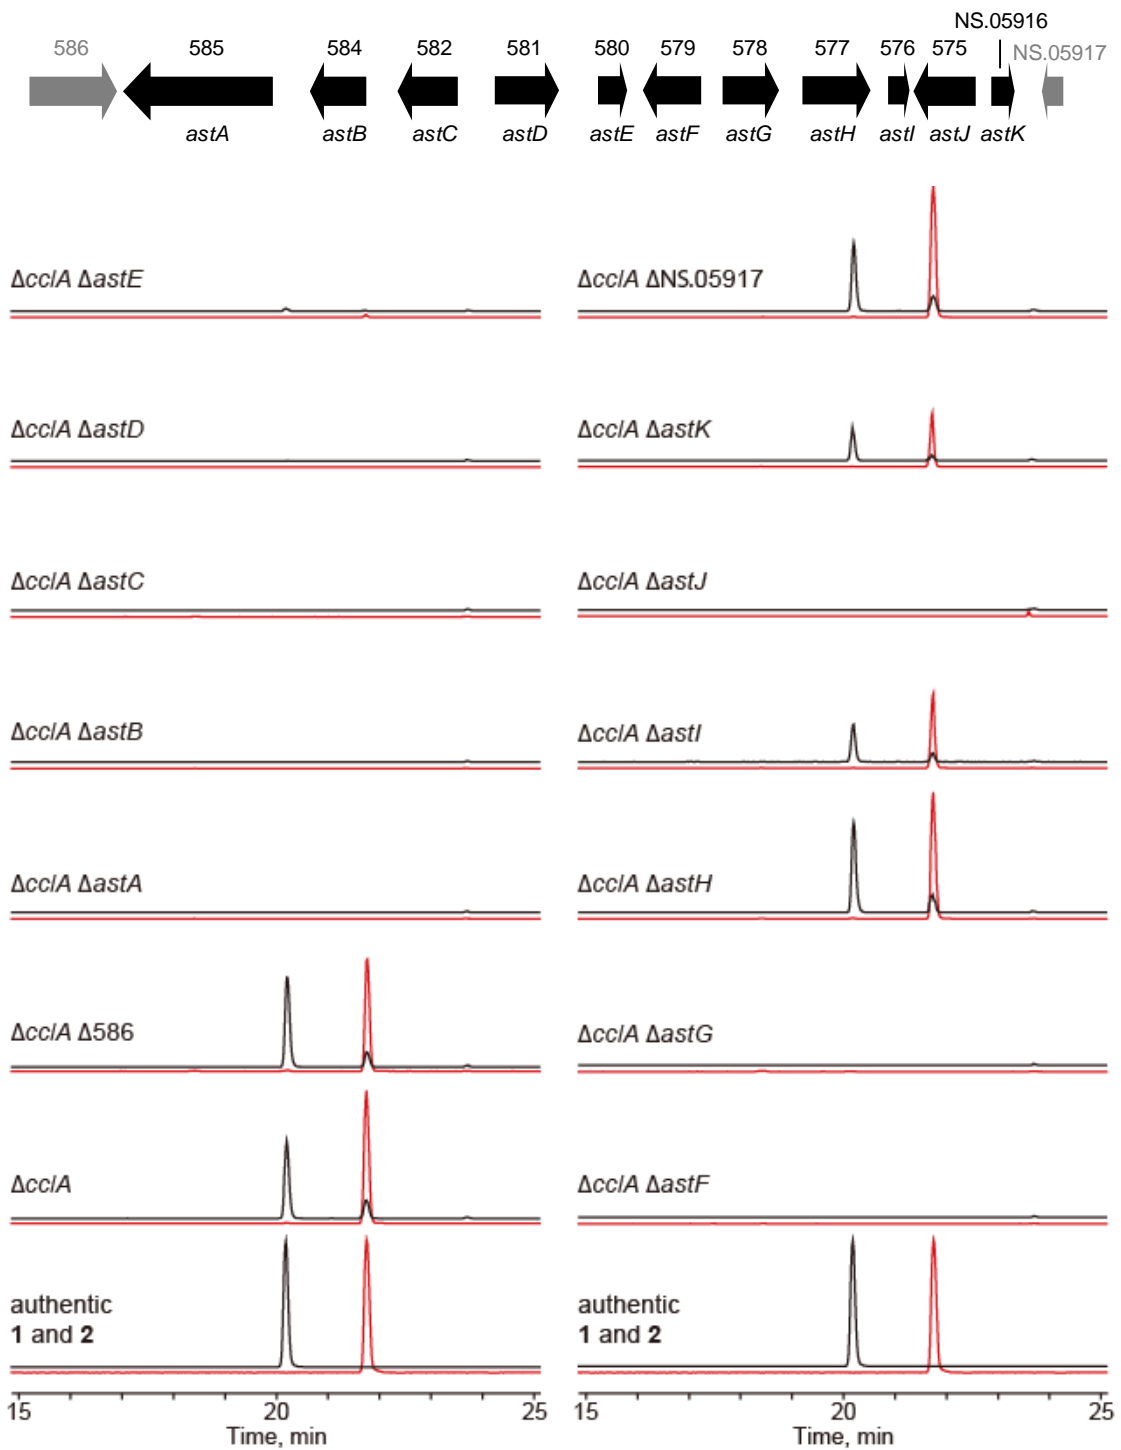 NS.05916
586 585 584 582 581 580 579 578 577 576 575 NS.05917
astA astB astC astD astE astF astG astH astI astJ astK
ΔcclA ΔastE
ΔcclA ΔastD
ΔcclA ΔastC
ΔcclA ΔastB
ΔcclA ΔastA
ΔcclA Δ586
ΔcclA
authentic
1 and 2
15 20 25
Time, min
ΔcclA ΔNS.05917
ΔcclA ΔastK
ΔcclA ΔastJ
ΔcclA ΔastI
ΔcclA ΔastH
ΔcclA ΔastG
ΔcclA ΔastF
authentic
1 and 2
15 20 25
Time, min